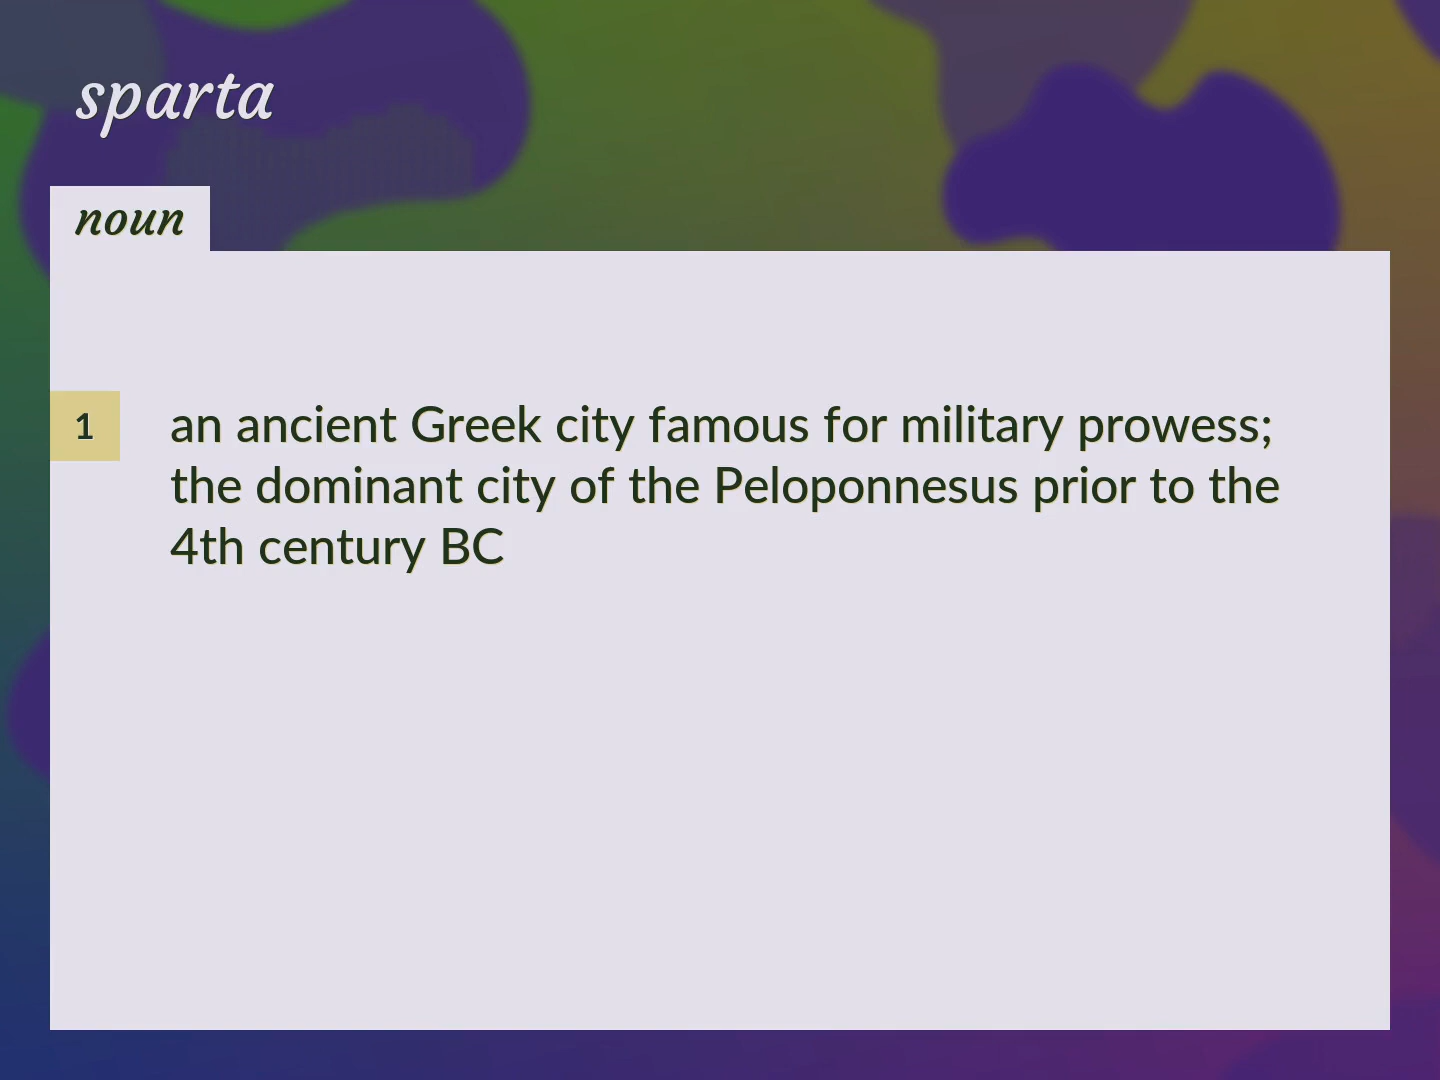 sparta
noun
1
an ancient Greek city famous for military prowess;
the dominant city of the Peloponnesus prior to the
4th century BC